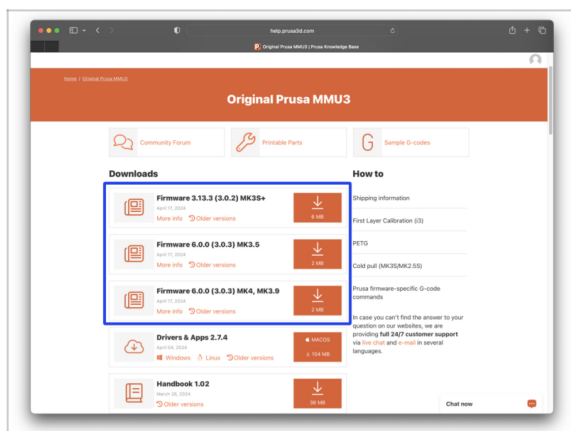 help.prusa3d.com
Original Prusa MMU3 | Prusa Knowledge Base
Home / Original Prusa MMU3
Original Prusa MMU3
Community Forum
Printable Parts
G
Sample G-codes
Downloads
Firmware 3.13.3 (3.0.2) MK3S+
April 17, 2024
More info Older versions
6 MB
Firmware 6.0.0 (3.0.3) MK3.5
April 17, 2024
More info Older versions
2 MB
Firmware 6.0.0 (3.0.3) MK4, MK3.9
April 17, 2024
More info Older versions
2 MB
Drivers & Apps 2.7.4
Windows Linux Older versions
MACOS
Handbook 1.02
March 26, 2024
Older versions
36 MB
How to
Shipping information
First Layer Calibration (i3)
PETG
Cold pull (MK3S/MK2.5S)
Prusa firmware-specific G-code
commands
In case you can't find the answer to your
question on our websites, we are
providing full 24/7 customer support
via live chat and e-mail in several
languages.
Chat now